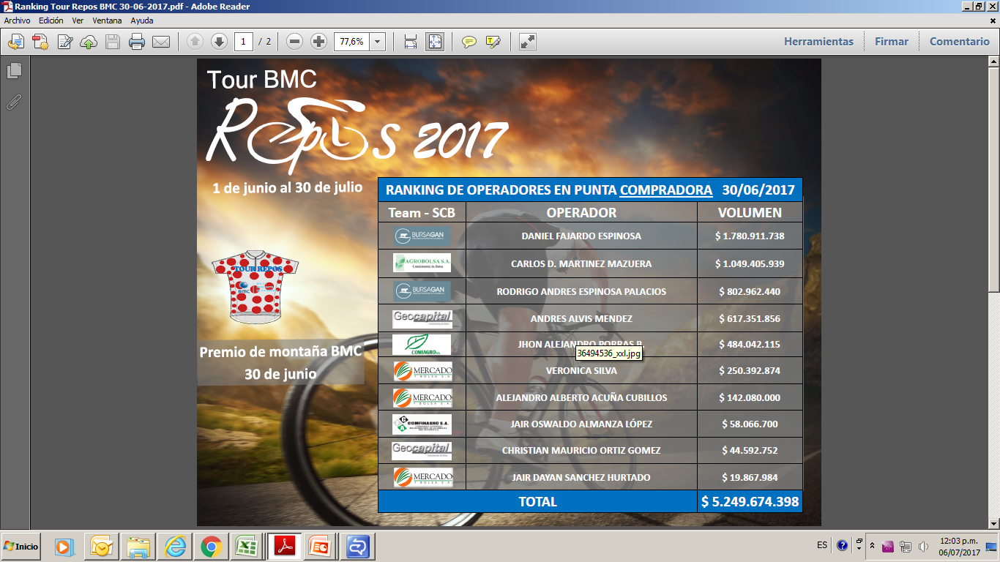 Ranking Tour Repos BMC 30-06-2017.pdf - Adobe Reader
Archivo Edición Ver Ventana Ayuda
1 / 2 77,6% Herramientas Firmar Comentario
Tour BMC
Repos 2017
1 de junio al 30 de julio
RANKING DE OPERADORES EN PUNTA COMPRADORA 30/06/2017
Team - SCB OPERADOR VOLUMEN
BURSAGAN DANIEL FAJARDO ESPINOSA $ 1.780.911.738
AGROBOLSA S.A. Comisionista de Bolsa CARLOS D. MARTINEZ MAZUERA $ 1.049.405.939
BURSAGAN RODRIGO ANDRES ESPINOSA PALACIOS $ 802.962.440
Geocapital ANDRES ALVIS MENDEZ $ 617.351.856
COMIAGRO S.A. JHON ALEJANDRO PORRAS B. $ 484.042.115
36494536_xxl.jpg
MERCADO Y BOLSA S.A. VERONICA SILVA $ 250.392.874
MERCADO Y BOLSA S.A. ALEJANDRO ALBERTO ACUÑA CUBILLOS $ 142.080.000
COMFINAGRO S.A. JAIR OSWALDO ALMANZA LÓPEZ $ 58.066.700
Geocapital CHRISTIAN MAURICIO ORTIZ GOMEZ $ 44.592.752
MERCADO Y BOLSA S.A. JAIR DAYAN SANCHEZ HURTADO $ 19.867.984
TOTAL $ 5.249.674.398
TOUR REPOS
BMC
Premio de montaña BMC
30 de junio
Inicio ES 12:03 p.m.
06/07/2017